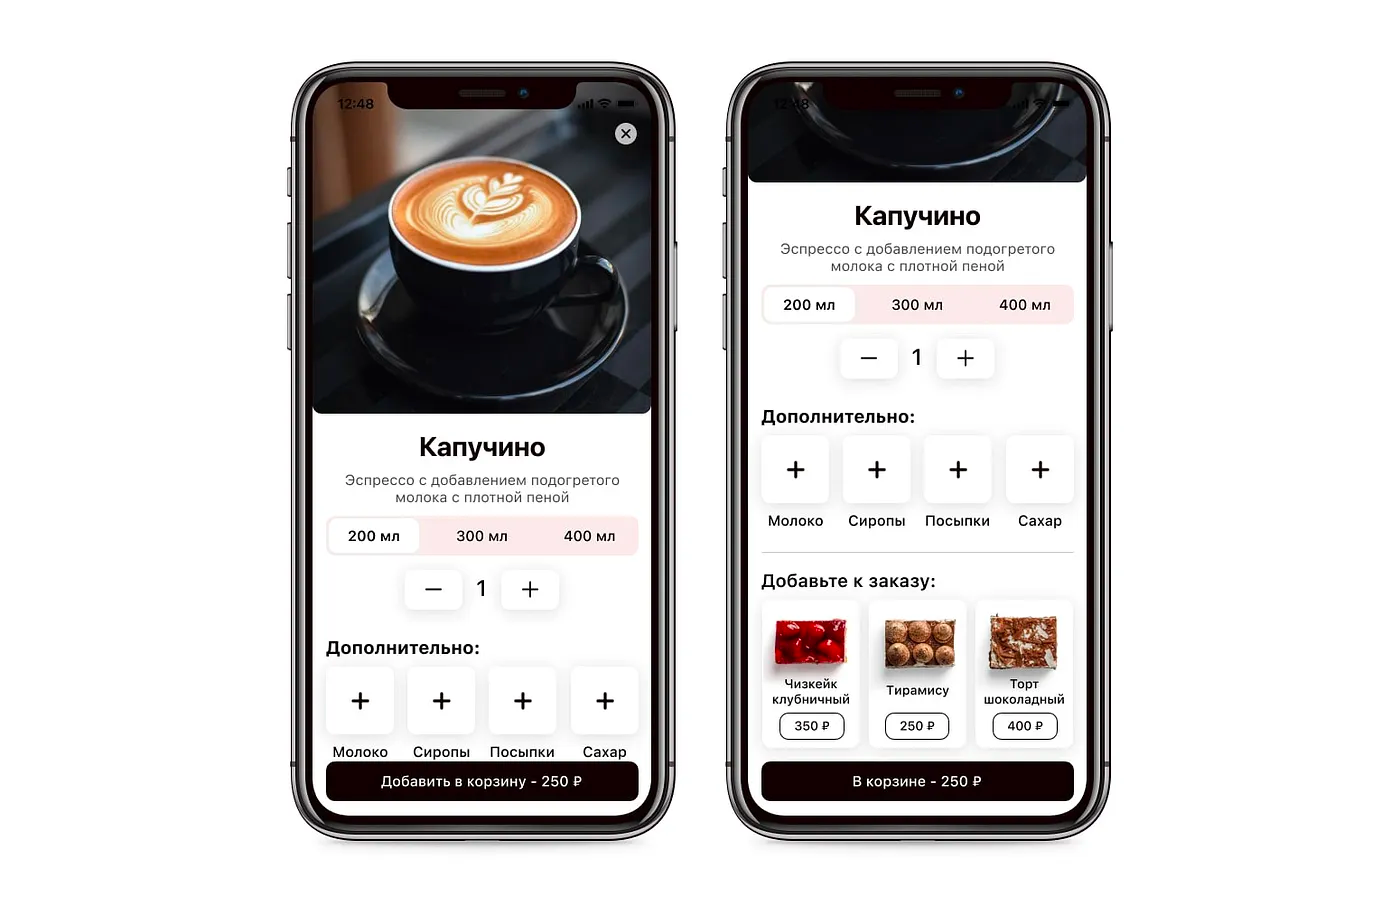 12:48
Капучино
Эспрессо с добавлением подогретого
молока с плотной пеной
200 мл 300 мл 400 мл
− 1 +
Дополнительно:
+ + + +
Молоко Сиропы Посыпки Сахар
Добавить в корзину - 250 ₽
12:48
Капучино
Эспрессо с добавлением подогретого
молока с плотной пеной
200 мл 300 мл 400 мл
− 1 +
Дополнительно:
+ + + +
Молоко Сиропы Посыпки Сахар
Добавьте к заказу:
Чизкейк
клубничный
350 ₽
Тирамису
250 ₽
Торт
шоколадный
400 ₽
В корзине - 250 ₽